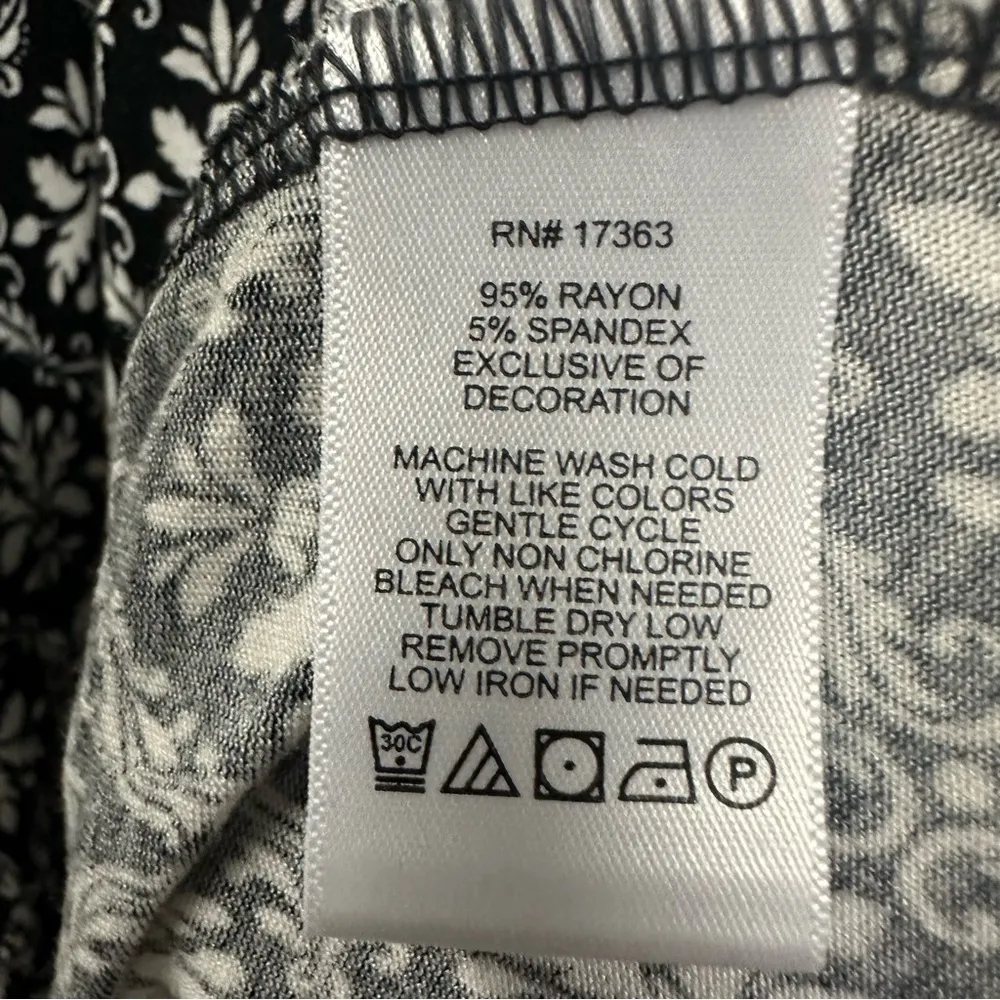 RN# 17363
95% RAYON
5% SPANDEX
EXCLUSIVE OF
DECORATION
MACHINE WASH COLD
WITH LIKE COLORS
GENTLE CYCLE
ONLY NON CHLORINE
BLEACH WHEN NEEDED
TUMBLE DRY LOW
REMOVE PROMPTLY
LOW IRON IF NEEDED
30C P